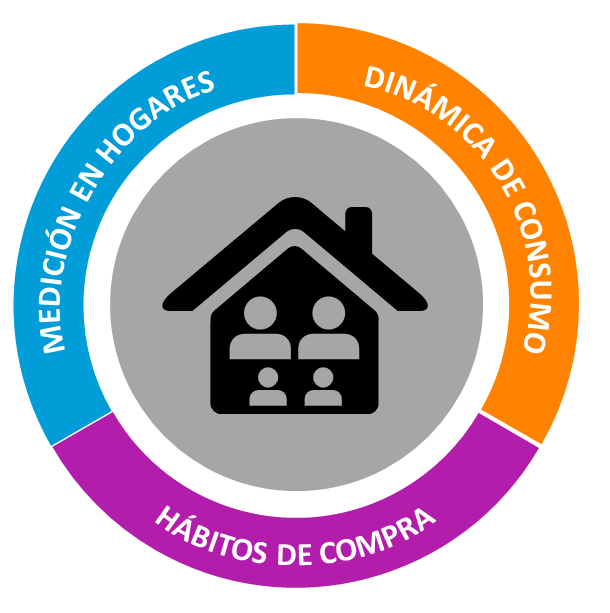 MEDICIÓN EN HOGARES
DINÁMICA DE CONSUMO
HÁBITOS DE COMPRA